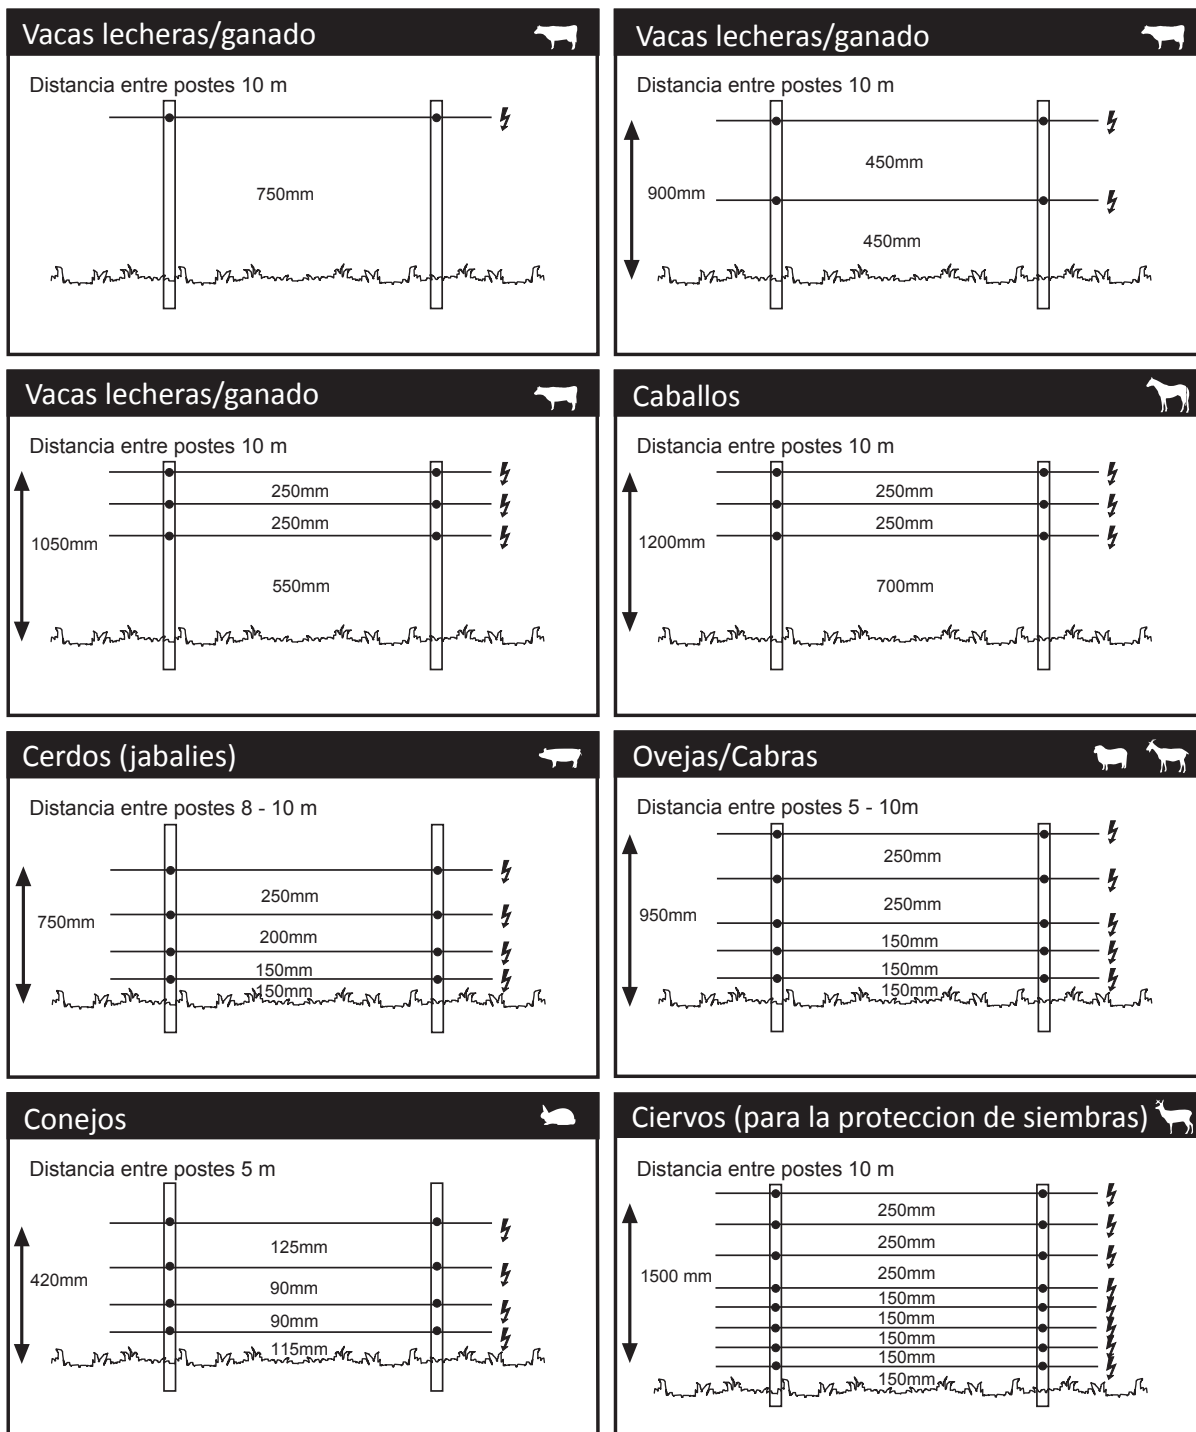 Vacas lecheras/ganado
Distancia entre postes 10 m
750mm
Vacas lecheras/ganado
Distancia entre postes 10 m
450mm
900mm
450mm
Vacas lecheras/ganado
Distancia entre postes 10 m
250mm
250mm
1050mm
550mm
Caballos
Distancia entre postes 10 m
250mm
250mm
1200mm
700mm
Cerdos (jabalies)
Distancia entre postes 8 - 10 m
250mm
750mm
200mm
150mm
150mm
Ovejas/Cabras
Distancia entre postes 5 - 10m
250mm
250mm
950mm
150mm
150mm
150mm
Conejos
Distancia entre postes 5 m
125mm
420mm
90mm
90mm
115mm
Ciervos (para la proteccion de siembras)
Distancia entre postes 10 m
250mm
250mm
250mm
1500 mm
150mm
150mm
150mm
150mm
150mm